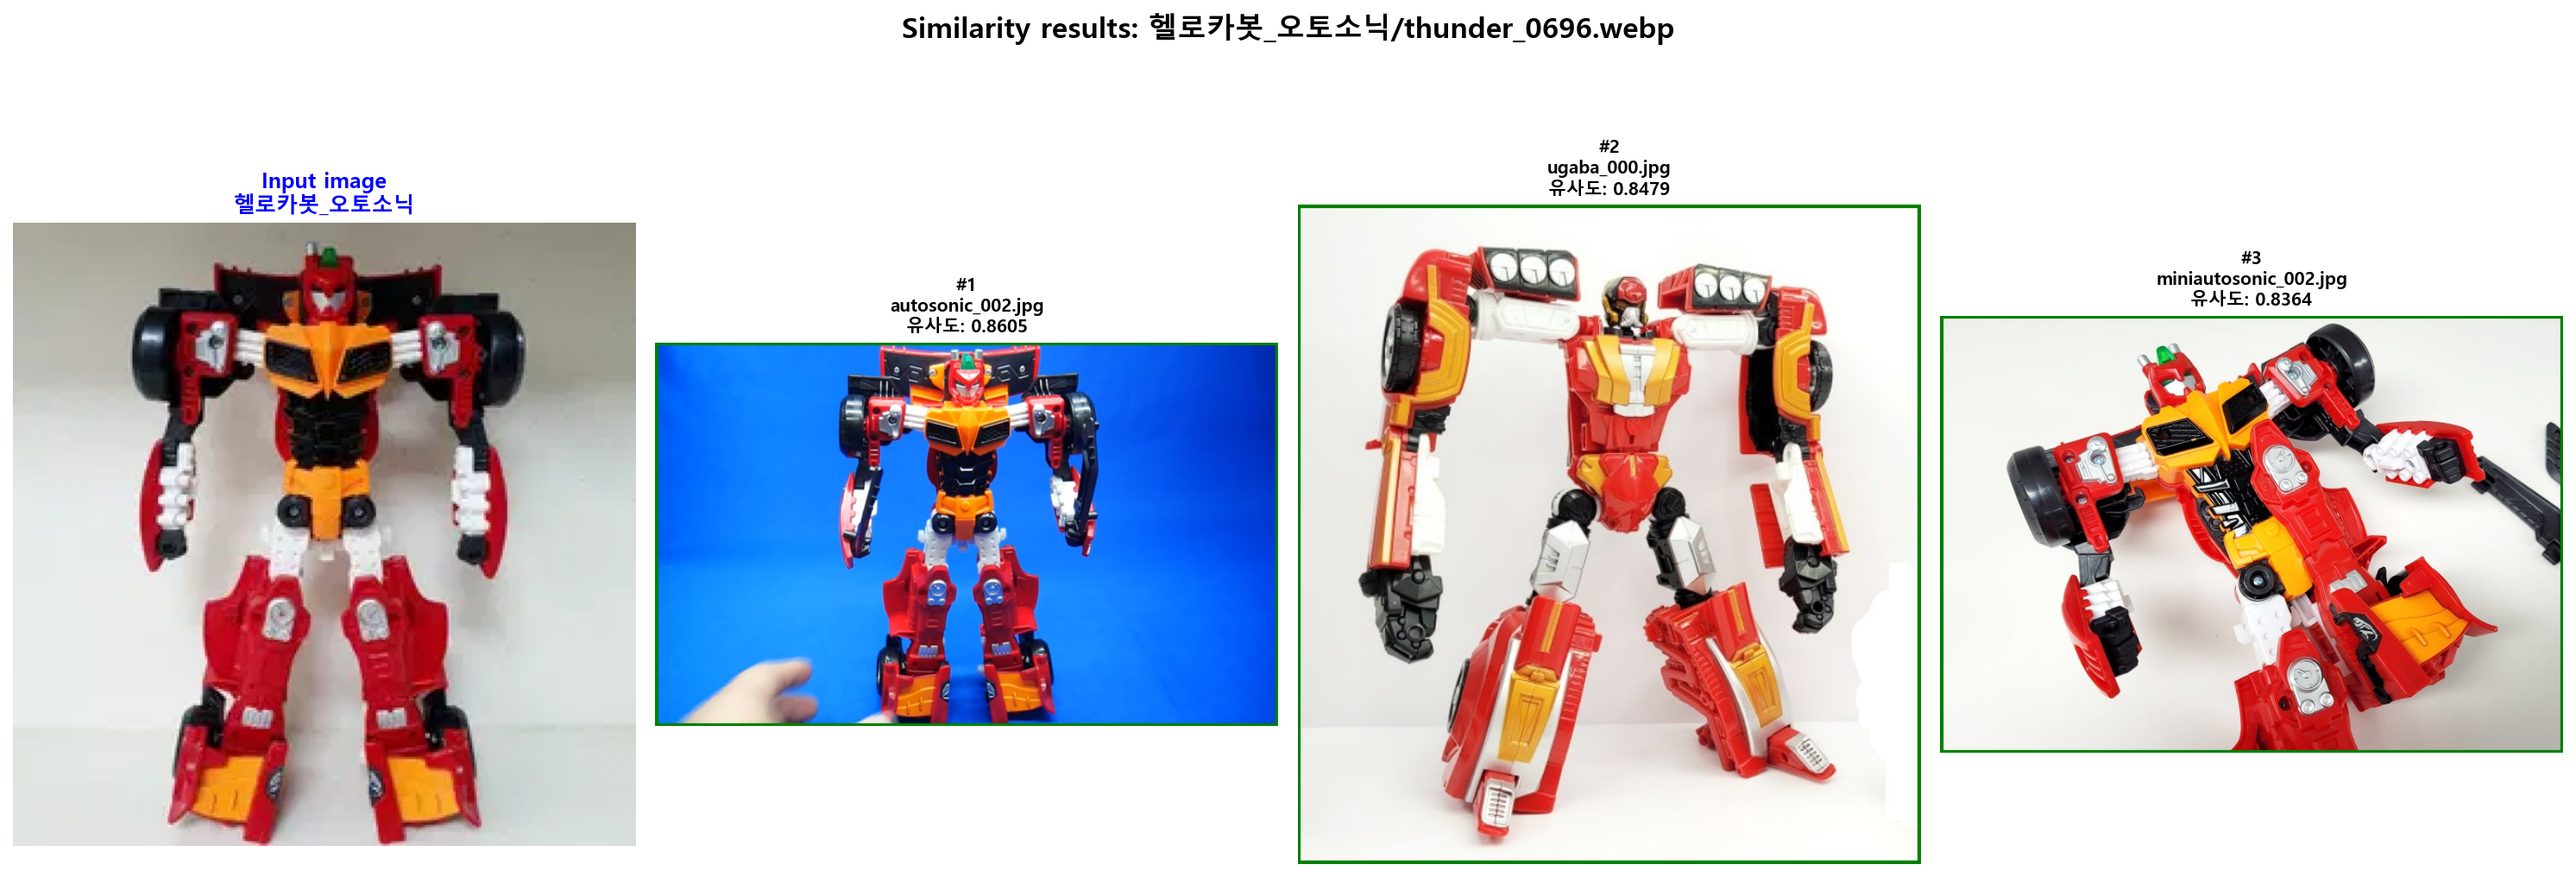 Similarity results: 헬로카봇_오토소닉/thunder_0696.webp
Input image
헬로카봇_오토소닉
#1
autosonic_002.jpg
유사도: 0.8605
#2
ugaba_000.jpg
유사도: 0.8479
#3
miniautosonic_002.jpg
유사도: 0.8364